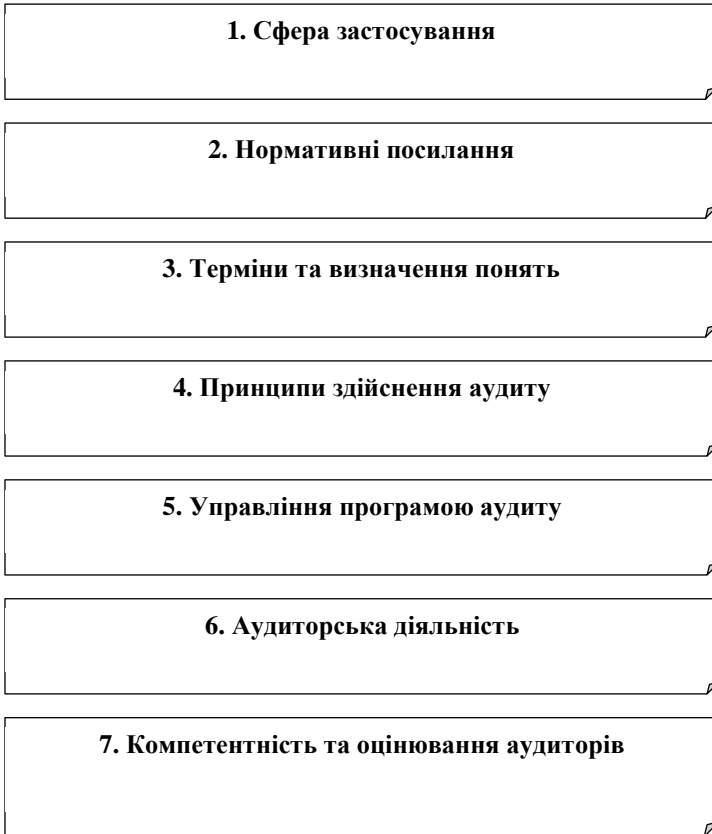 1. Сфера застосування
2. Нормативні посилання
3. Терміни та визначення понять
4. Принципи здійснення аудиту
5. Управління програмою аудиту
6. Аудиторська діяльність
7. Компетентність та оцінювання аудиторів